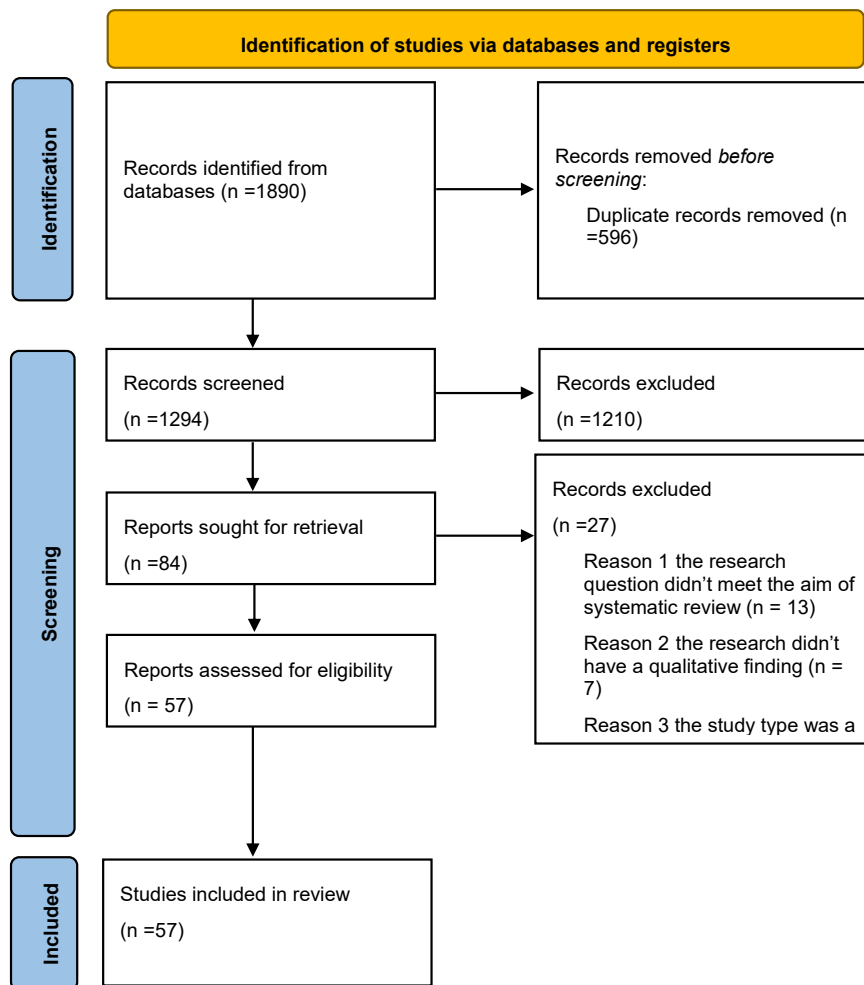 Identification of studies via databases and registers
Identification
Records identified from
databases (n =1890)
Records removed before
screening:
Duplicate records removed (n
=596)
Screening
Records screened
(n =1294)
Records excluded
(n =1210)
Reports sought for retrieval
(n =84)
Records excluded
(n =27)
Reason 1 the research
question didn’t meet the aim of
systematic review (n = 13)
Reason 2 the research didn’t
have a qualitative finding (n =
7)
Reason 3 the study type was a
Reports assessed for eligibility
(n = 57)
Included
Studies included in review
(n =57)